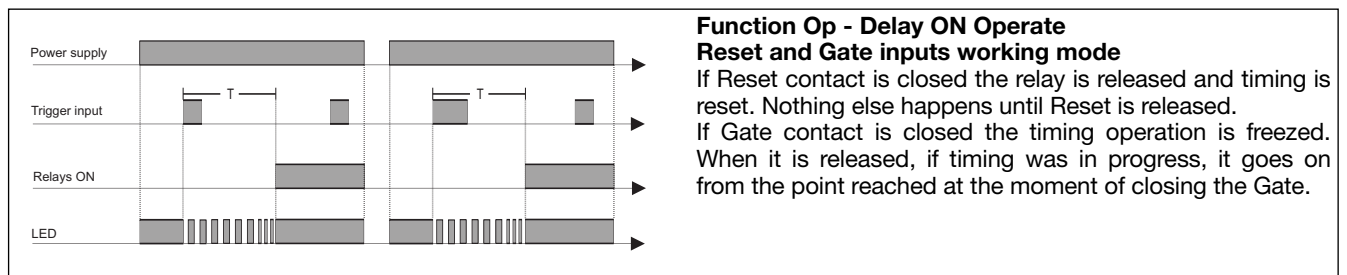 Power supply
Trigger input
T
T
Relays ON
LED
Function Op - Delay ON Operate
Reset and Gate inputs working mode
If Reset contact is closed the relay is released and timing is
reset. Nothing else happens until Reset is released.
If Gate contact is closed the timing operation is freezed.
When it is released, if timing was in progress, it goes on
from the point reached at the moment of closing the Gate.